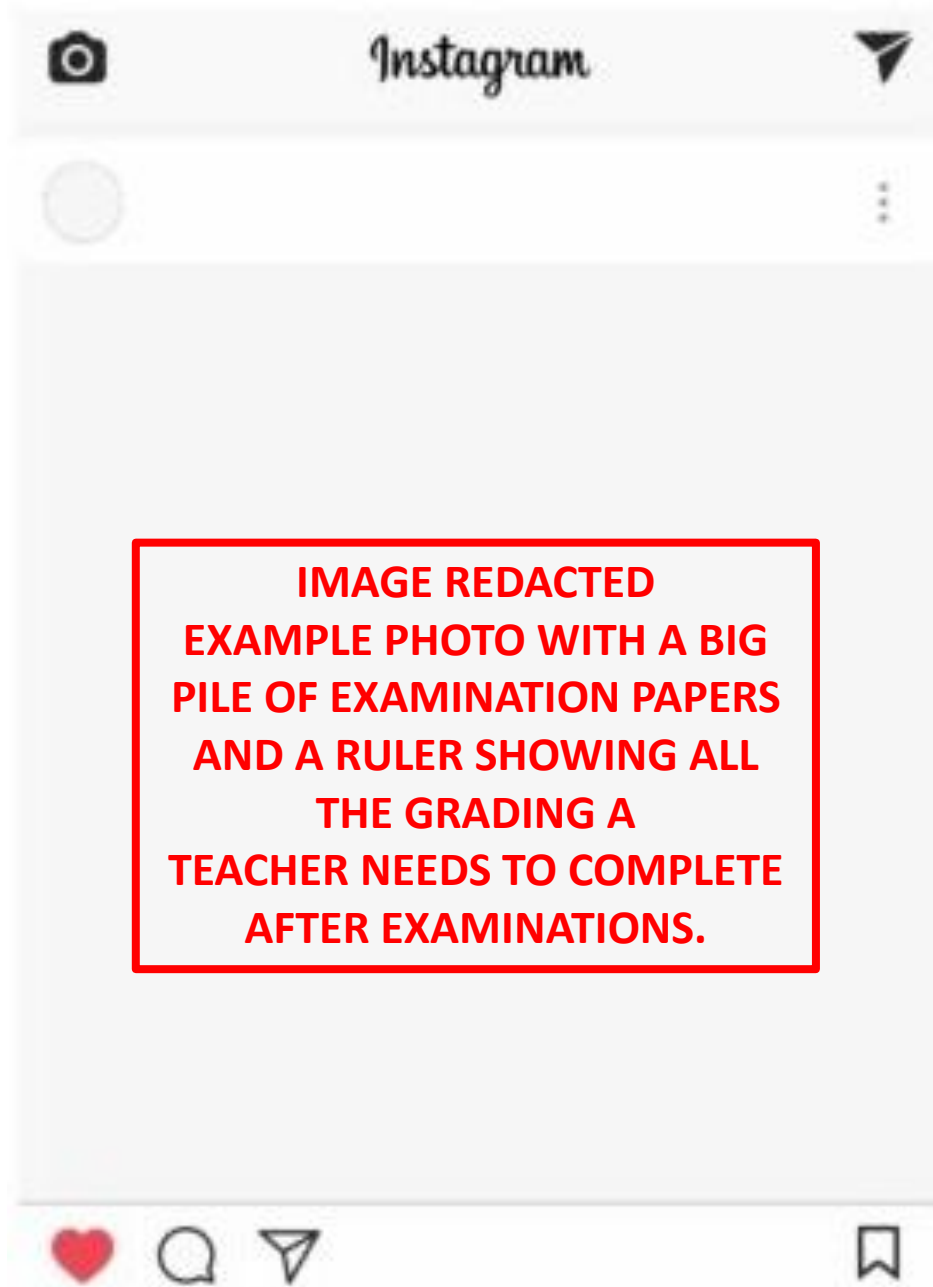 Instagram
IMAGE REDACTED
EXAMPLE PHOTO WITH A BIG
PILE OF EXAMINATION PAPERS
AND A RULER SHOWING ALL
THE GRADING A
TEACHER NEEDS TO COMPLETE
AFTER EXAMINATIONS.